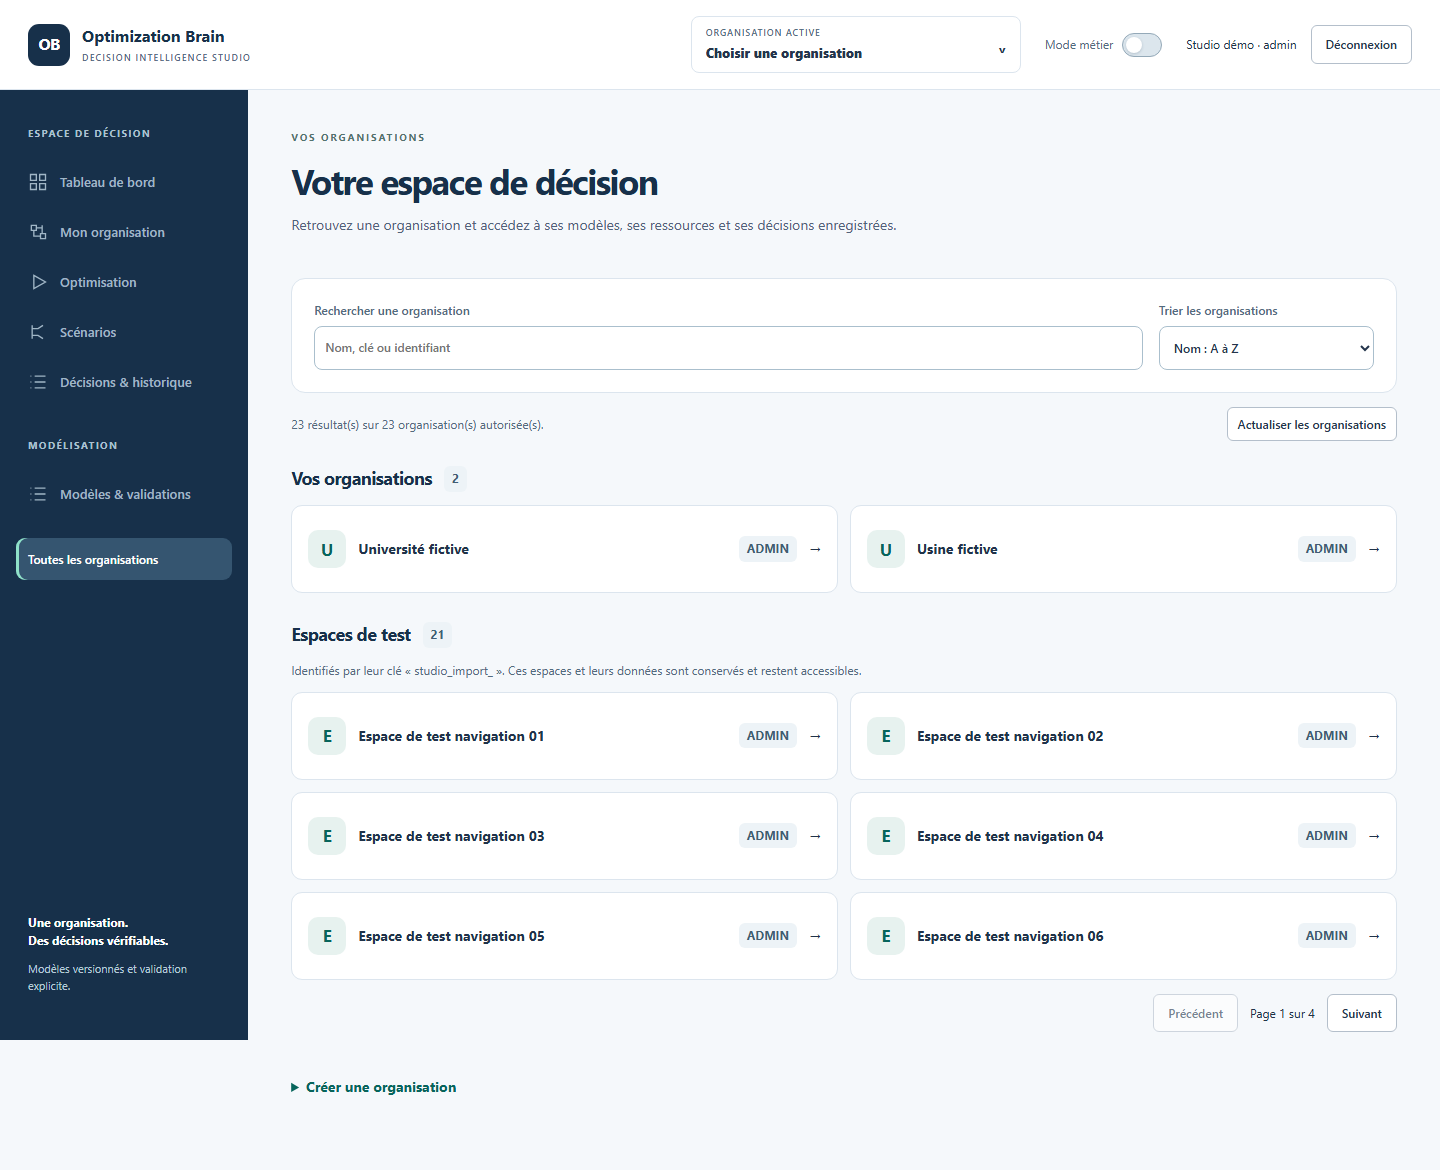 OB
Optimization Brain
DECISION INTELLIGENCE STUDIO
ORGANISATION ACTIVE
Choisir une organisation
v
Mode métier
Studio démo · admin
Déconnexion
ESPACE DE DÉCISION
Tableau de bord
Mon organisation
Optimisation
Scénarios
Décisions & historique
MODÉLISATION
Modèles & validations
Toutes les organisations
Une organisation.
Des décisions vérifiables.
Modèles versionnés et validation
explicite.
VOS ORGANISATIONS
Votre espace de décision
Retrouvez une organisation et accédez à ses modèles, ses ressources et ses décisions enregistrées.
Rechercher une organisation
Nom, clé ou identifiant
Trier les organisations
Nom : A à Z
23 résultat(s) sur 23 organisation(s) autorisée(s).
Actualiser les organisations
Vos organisations 2
U Université fictive ADMIN →
U Usine fictive ADMIN →
Espaces de test 21
Identifiés par leur clé « studio_import_ ». Ces espaces et leurs données sont conservés et restent accessibles.
E Espace de test navigation 01 ADMIN →
E Espace de test navigation 02 ADMIN →
E Espace de test navigation 03 ADMIN →
E Espace de test navigation 04 ADMIN →
E Espace de test navigation 05 ADMIN →
E Espace de test navigation 06 ADMIN →
Précédent Page 1 sur 4 Suivant
▶ Créer une organisation